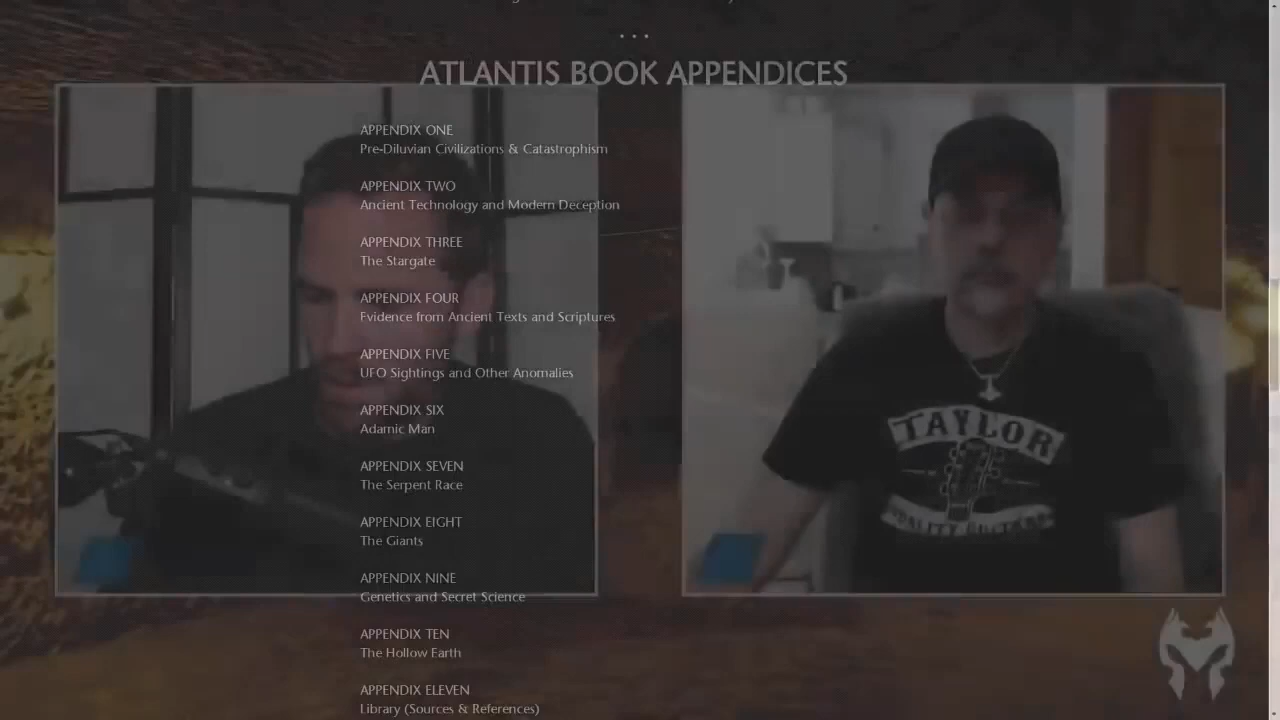 ATLANTIS BOOK APPENDICES
APPENDIX ONE
Pre-Diluvian Civilizations & Catastrophism
APPENDIX TWO
Ancient Technology and Modern Deception
APPENDIX THREE
The Stargate
APPENDIX FOUR
Evidence from Ancient Texts and Scriptures
APPENDIX FIVE
UFO Sightings and Other Anomalies
APPENDIX SIX
Adamic Man
APPENDIX SEVEN
The Serpent Race
APPENDIX EIGHT
The Giants
APPENDIX NINE
Genetics and Secret Science
APPENDIX TEN
The Hollow Earth
APPENDIX ELEVEN
Library (Sources & References)
TAYLOR
QUALITY GUITARS